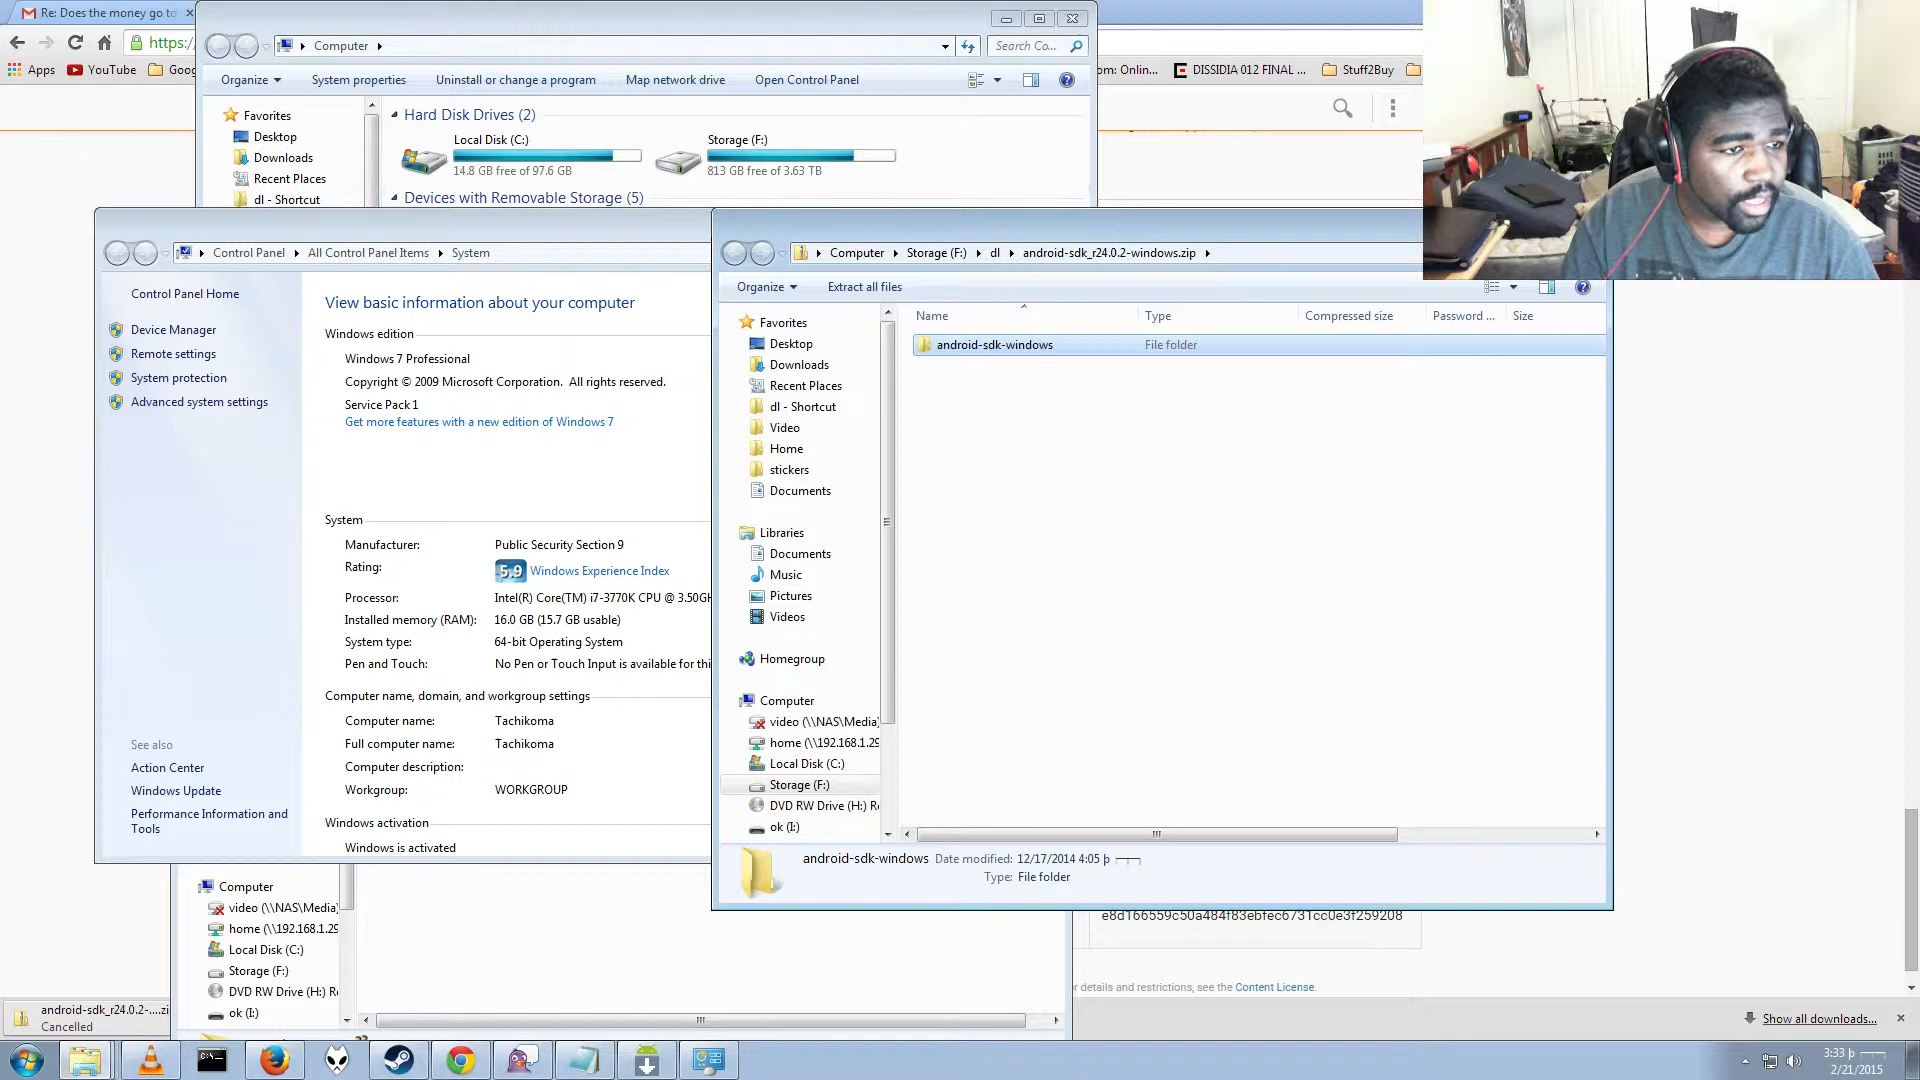 Re: Does the money go to
https:/
Apps
YouTube
Goog
om: Onlin...
DISSIDIA 012 FINAL ...
Stuff2Buy
Computer
Search Co...
Organize
System properties
Uninstall or change a program
Map network drive
Open Control Panel
Favorites
Desktop
Downloads
Recent Places
dl - Shortcut
Hard Disk Drives (2)
Local Disk (C:)
14.8 GB free of 97.6 GB
Storage (F:)
813 GB free of 3.63 TB
Devices with Removable Storage (5)
Control Panel
All Control Panel Items
System
Control Panel Home
Device Manager
Remote settings
System protection
Advanced system settings
See also
Action Center
Windows Update
Performance Information and
Tools
View basic information about your computer
Windows edition
Windows 7 Professional
Copyright © 2009 Microsoft Corporation. All rights reserved.
Service Pack 1
Get more features with a new edition of Windows 7
System
Manufacturer: Public Security Section 9
Rating: 5.9 Windows Experience Index
Processor: Intel(R) Core(TM) i7-3770K CPU @ 3.50GH
Installed memory (RAM): 16.0 GB (15.7 GB usable)
System type: 64-bit Operating System
Pen and Touch: No Pen or Touch Input is available for thi
Computer name, domain, and workgroup settings
Computer name: Tachikoma
Full computer name: Tachikoma
Computer description:
Workgroup: WORKGROUP
Windows activation
Windows is activated
Computer
Storage (F:)
dl
android-sdk_r24.0.2-windows.zip
Organize
Extract all files
Favorites
Desktop
Downloads
Recent Places
dl - Shortcut
Video
Home
stickers
Documents
Libraries
Documents
Music
Pictures
Videos
Homegroup
Computer
video (\\NAS\Media)
home (\\192.168.1.29
Local Disk (C:)
Storage (F:)
DVD RW Drive (H:) Re
ok (I:)
Name Type Compressed size Password ... Size
android-sdk-windows File folder
android-sdk-windows Date modified: 12/17/2014 4:05 þ
Type: File folder
Computer
video (\\NAS\Media)
home (\\192.168.1.29
Local Disk (C:)
Storage (F:)
DVD RW Drive (H:) Re
ok (I:)
e8d166559c50a484f83ebfec6731cc0e3f259208
r details and restrictions, see the Content License.
android-sdk_r24.0.2-....zi
Cancelled
Show all downloads...
3:33 þ
2/21/2015